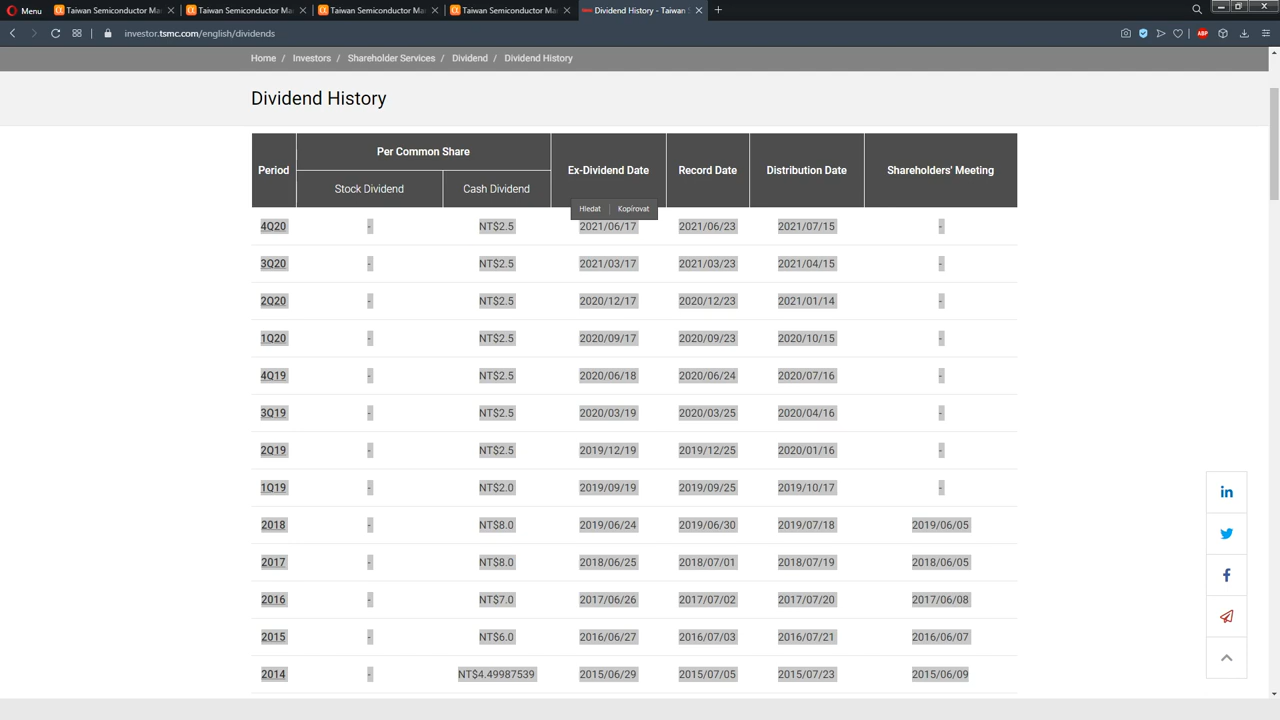 Menu
Taiwan Semiconductor Ma
Taiwan Semiconductor Ma
Taiwan Semiconductor Ma
Taiwan Semiconductor Ma
Dividend History - Taiwan S
investor.tsmc.com/english/dividends
ABP
Home / Investors / Shareholder Services / Dividend / Dividend History
Dividend History
Period
Per Common Share
Stock Dividend
Cash Dividend
Ex-Dividend Date
Record Date
Distribution Date
Shareholders' Meeting
Hledat Kopírovat
4Q20 - NT$2.5 2021/06/17 2021/06/23 2021/07/15 -
3Q20 - NT$2.5 2021/03/17 2021/03/23 2021/04/15 -
2Q20 - NT$2.5 2020/12/17 2020/12/23 2021/01/14 -
1Q20 - NT$2.5 2020/09/17 2020/09/23 2020/10/15 -
4Q19 - NT$2.5 2020/06/18 2020/06/24 2020/07/16 -
3Q19 - NT$2.5 2020/03/19 2020/03/25 2020/04/16 -
2Q19 - NT$2.5 2019/12/19 2019/12/25 2020/01/16 -
1Q19 - NT$2.0 2019/09/19 2019/09/25 2019/10/17 -
2018 - NT$8.0 2019/06/24 2019/06/30 2019/07/18 2019/06/05
2017 - NT$8.0 2018/06/25 2018/07/01 2018/07/19 2018/06/05
2016 - NT$7.0 2017/06/26 2017/07/02 2017/07/20 2017/06/08
2015 - NT$6.0 2016/06/27 2016/07/03 2016/07/21 2016/06/07
2014 - NT$4.49987539 2015/06/29 2015/07/05 2015/07/23 2015/06/09